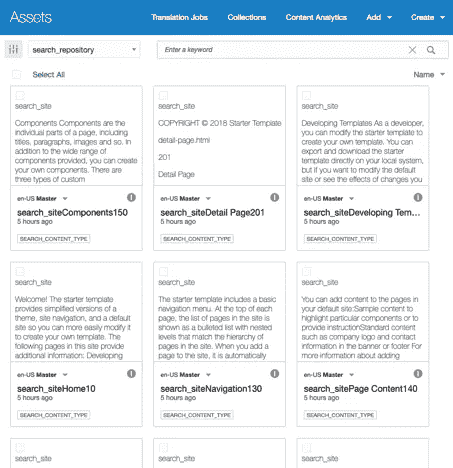 Assets
Translation Jobs Collections Content Analytics Add Create
search_repository
Enter a keyword
Select All
Name
search_site
Components Components are the
individual parts of a page, including
titles, paragraphs, images and so. In
addition to the wide range of
components provided, you can create
your own components. There are
three types of custom
en-US Master
search_siteComponents150
5 hours ago
SEARCH_CONTENT_TYPE
search_site
COPYRIGHT © 2018 Starter Template
detail-page.html
201
Detail Page
en-US Master
search_siteDetail Page201
5 hours ago
SEARCH_CONTENT_TYPE
search_site
Developing Templates As a developer,
you can modify the starter template to
create your own template. You can
export and download the starter
template directly on your local system,
but if you want to modify the default
site or see the effects of changes you
en-US Master
search_siteDeveloping Tem...
5 hours ago
SEARCH_CONTENT_TYPE
search_site
Welcome! The starter template
provides simplified versions of a
theme, site navigation, and a default
site so you can more easily modify it
to create your own template. The
following pages in this site provide
additional information: Developing
en-US Master
search_siteHome10
5 hours ago
SEARCH_CONTENT_TYPE
search_site
The starter template includes a basic
navigation menu. At the top of each
page, the list of pages in the site is
shown as a bulleted list with nested
levels that match the hierarchy of
pages in the site. When you add a
page to the site, it is automatically
en-US Master
search_siteNavigation130
5 hours ago
SEARCH_CONTENT_TYPE
search_site
You can add content to the pages in
your default site:Sample content to
highlight particular components or to
provide instructionStandard content
such as company logo and contact
information in the banner or footer For
more information about adding
en-US Master
search_sitePage Content140
5 hours ago
SEARCH_CONTENT_TYPE
search_site
search_site
search_site